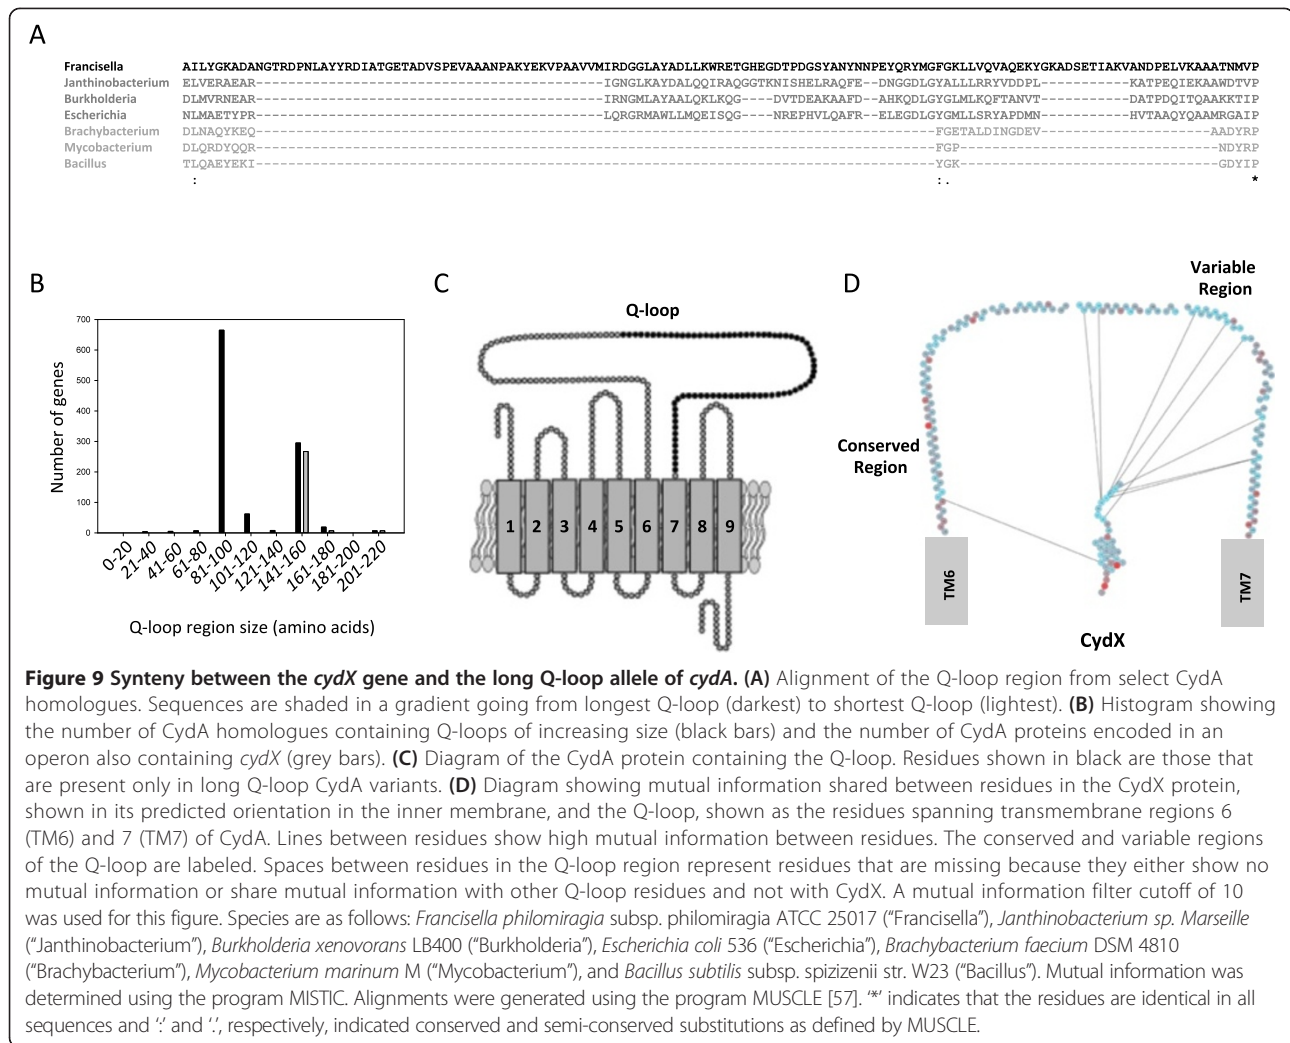 A
Francisella AILYGKADANGTRDPNLAYYRDIATGETADVSPEVAAANPAKYEKVPAAVVMIRDGGLAYADLLKWRETGHEGDTPDGSYANYNNPEYQRYMGFGKLLVQVAQEKYGKADSETIAKVANDPELVKAAATNMVP
Janthinobacterium ELVERAEAR---------------------------------------------IGNGLKAYDALQQIRAQGGTKNISHELRAQFE--DNGGDLGYALLLRRYVDDPL-----------KATPEQIEKAAWDTVP
Burkholderia DLMVRNEAR---------------------------------------------IRNGMLAYAALQKLKQG----DVTDEAKAAFD--AHKQDLGYGLMLKQFTANVT-----------DATPDQITQAAKKTIP
Escherichia NLMAETYPR---------------------------------------------LQRGRMAWLLMQEISQG----NREPHVLQAFR--ELEGDLGYGMLLSRYAPDMN-----------HVTAAQYQAAMRGAIP
Brachybacterium DLNAQYKEQ-----------------------------------------------------------------------------------FGETALDINGDEV---------------------AADYRP
Mycobacterium DLQRDYQQR-----------------------------------------------------------------------------------FGP--------------------------------NDYRP
Bacillus TLQAEYEKI-----------------------------------------------------------------------------------YGK--------------------------------GDYIP
: :. *
B
Number of genes
700
600
500
400
300
200
100
0
0-20
21-40
41-60
61-80
81-100
101-120
121-140
141-160
161-180
181-200
201-220
Q-loop region size (amino acids)
C
Q-loop
1 2 3 4 5 6 7 8 9
D
Variable
Region
Conserved
Region
TM6
TM7
CydX
Figure 9 Synteny between the cydX gene and the long Q-loop allele of cydA. (A) Alignment of the Q-loop region from select CydA
homologues. Sequences are shaded in a gradient going from longest Q-loop (darkest) to shortest Q-loop (lightest). (B) Histogram showing
the number of CydA homologues containing Q-loops of increasing size (black bars) and the number of CydA proteins encoded in an
operon also containing cydX (grey bars). (C) Diagram of the CydA protein containing the Q-loop. Residues shown in black are those that
are present only in long Q-loop CydA variants. (D) Diagram showing mutual information shared between residues in the CydX protein,
shown in its predicted orientation in the inner membrane, and the Q-loop, shown as the residues spanning transmembrane regions 6
(TM6) and 7 (TM7) of CydA. Lines between residues show high mutual information between residues. The conserved and variable regions
of the Q-loop are labeled. Spaces between residues in the Q-loop region represent residues that are missing because they either show no
mutual information or share mutual information with other Q-loop residues and not with CydX. A mutual information filter cutoff of 10
was used for this figure. Species are as follows: Francisella philomiragia subsp. philomiragia ATCC 25017 (“Francisella”), Janthinobacterium sp. Marseille
(“Janthinobacterium”), Burkholderia xenovorans LB400 (“Burkholderia”), Escherichia coli 536 (“Escherichia”), Brachybacterium faecium DSM 4810
(“Brachybacterium”), Mycobacterium marinum M (“Mycobacterium”), and Bacillus subtilis subsp. spizizenii str. W23 (“Bacillus”). Mutual information was
determined using the program MISTIC. Alignments were generated using the program MUSCLE [57]. ‘*’ indicates that the residues are identical in all
sequences and ‘:’ and ‘.’, respectively, indicated conserved and semi-conserved substitutions as defined by MUSCLE.